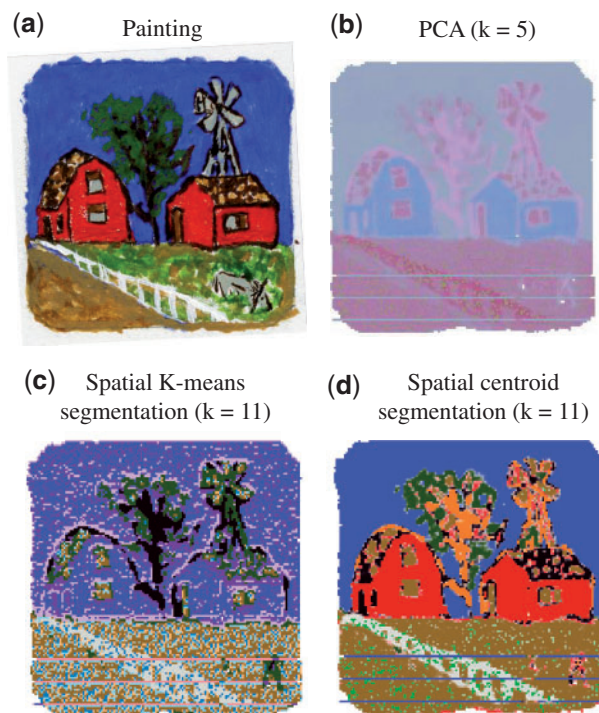 (a) Painting
(b) PCA (k = 5)
(c) Spatial K-means
segmentation (k = 11)
(d) Spatial centroid
segmentation (k = 11)